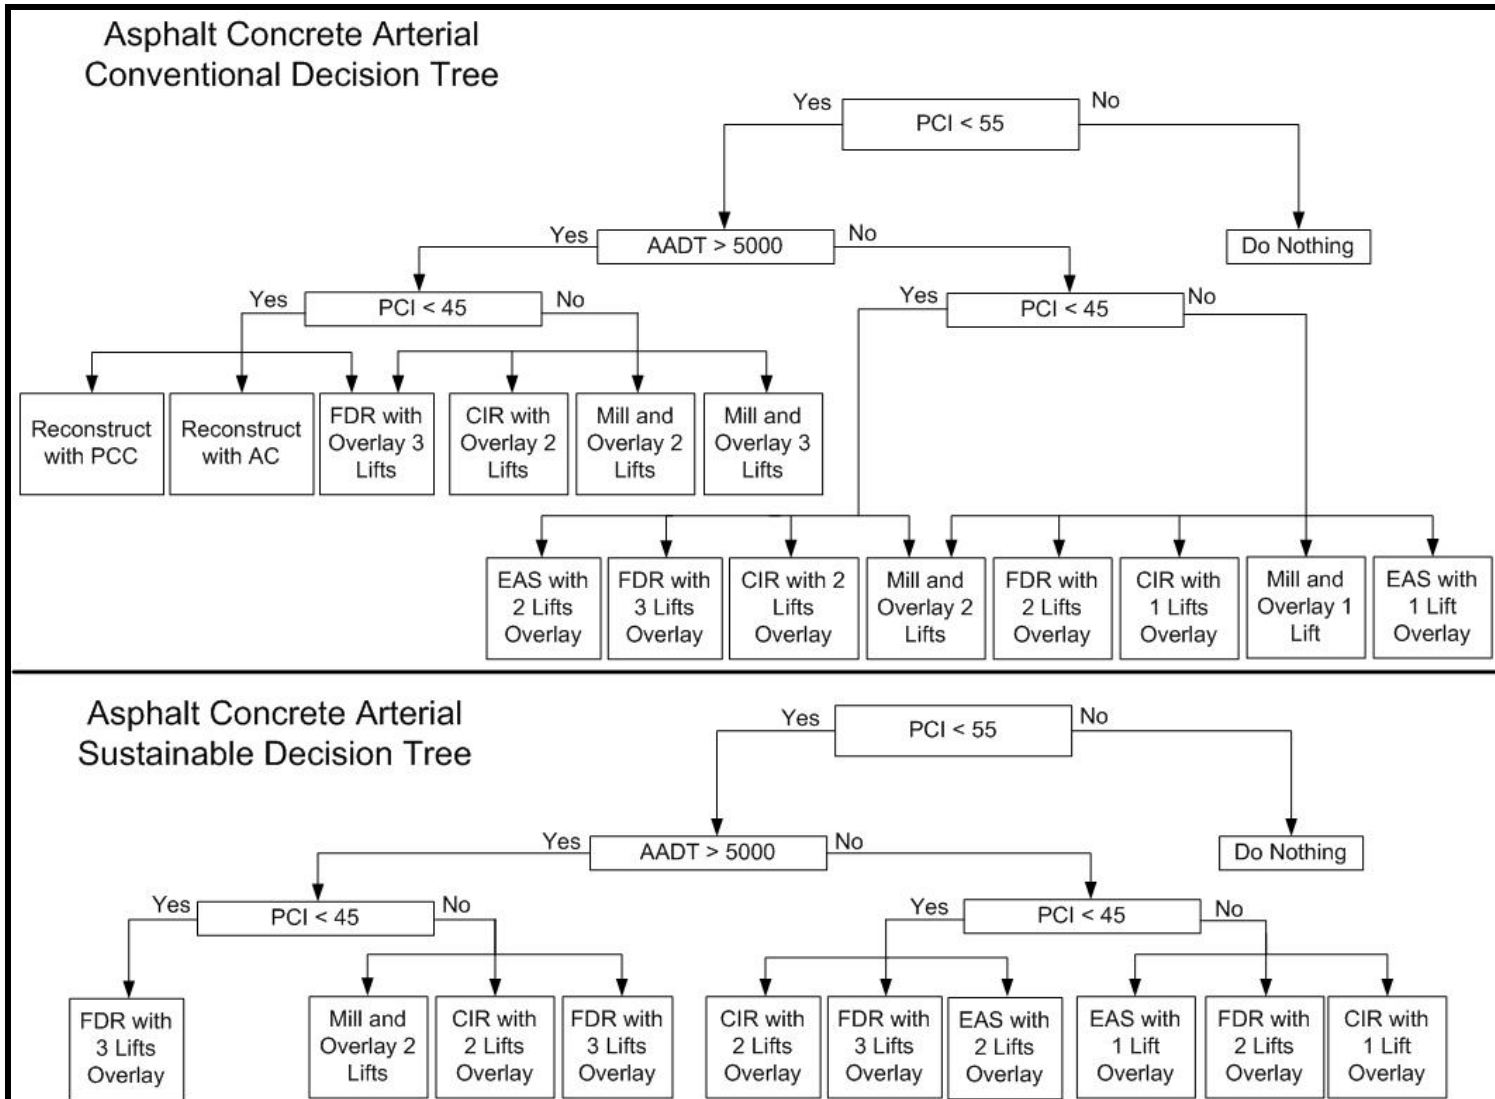 Asphalt Concrete Arterial
Conventional Decision Tree
Yes
PCI < 55
No
Yes
AADT > 5000
No
Do Nothing
Yes
PCI < 45
No
Yes
PCI < 45
No
Reconstruct
with PCC
Reconstruct
with AC
FDR with
Overlay 3
Lifts
CIR with
Overlay 2
Lifts
Mill and
Overlay 2
Lifts
Mill and
Overlay 3
Lifts
EAS with
2 Lifts
Overlay
FDR with
3 Lifts
Overlay
CIR with 2
Lifts
Overlay
Mill and
Overlay 2
Lifts
FDR with
2 Lifts
Overlay
CIR with
1 Lifts
Overlay
Mill and
Overlay 1
Lift
EAS with
1 Lift
Overlay
Asphalt Concrete Arterial
Sustainable Decision Tree
Yes
PCI < 55
No
Yes
AADT > 5000
No
Do Nothing
Yes
PCI < 45
No
Yes
PCI < 45
No
FDR with
3 Lifts
Overlay
Mill and
Overlay 2
Lifts
CIR with
2 Lifts
Overlay
FDR with
3 Lifts
Overlay
CIR with
2 Lifts
Overlay
FDR with
3 Lifts
Overlay
EAS with
2 Lifts
Overlay
EAS with
1 Lift
Overlay
FDR with
2 Lifts
Overlay
CIR with
1 Lift
Overlay